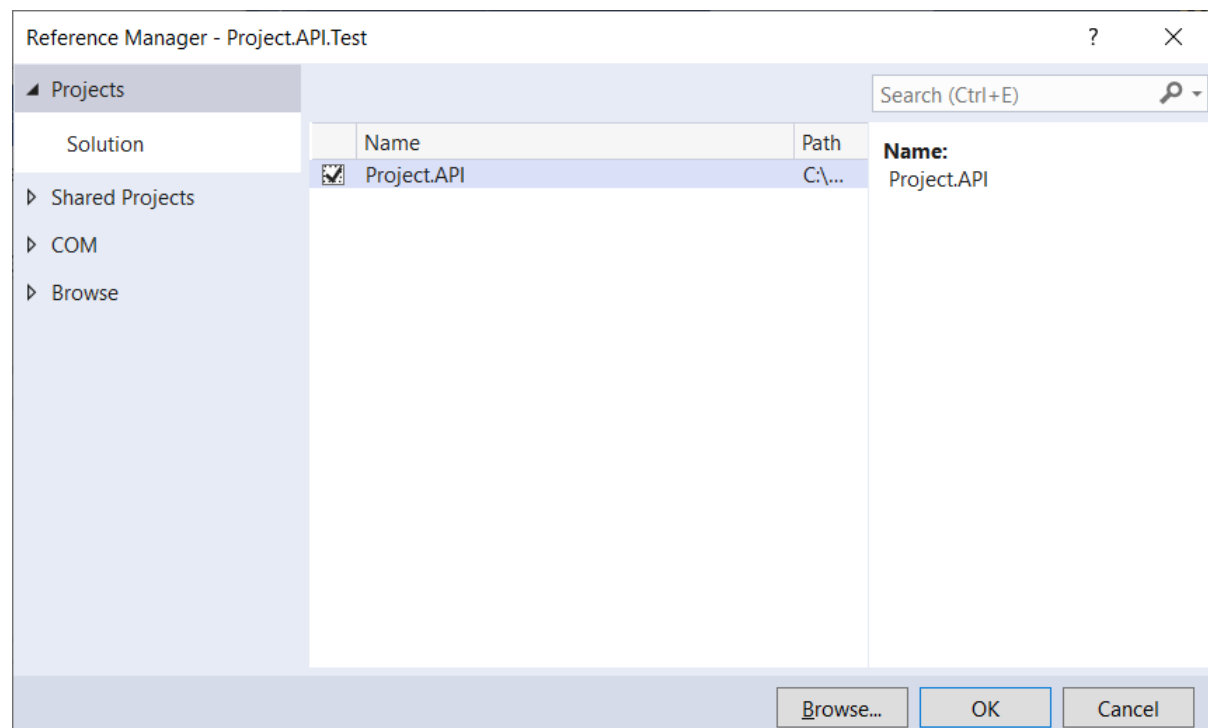 Reference Manager - Project.API.Test ?
Projects
Search (Ctrl+E)
Solution
Name Path
Name:
Project.API C:\...
Project.API
Shared Projects
COM
Browse
Browse... OK Cancel